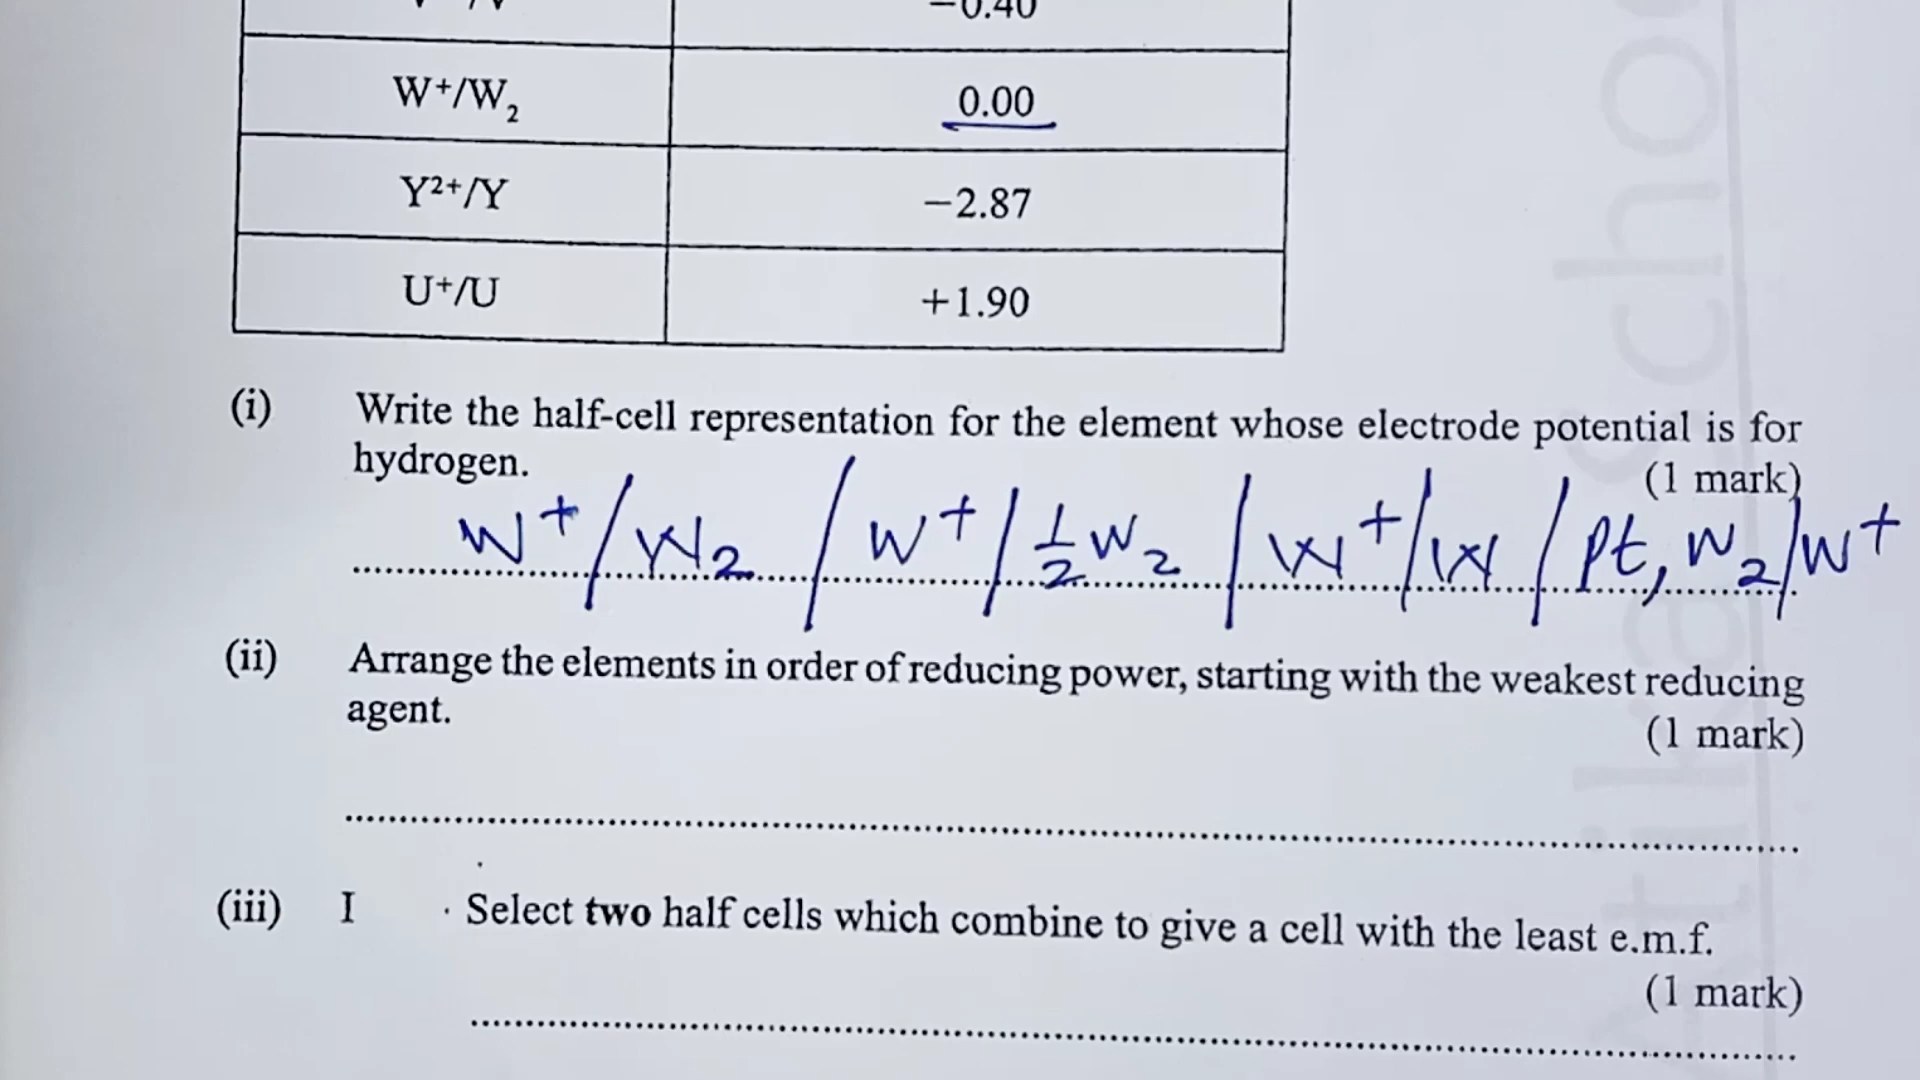 −0.40
W⁺/W₂ 0.00
Y²⁺/Y −2.87
U⁺/U +1.90
(i) Write the half-cell representation for the element whose electrode potential is for
hydrogen. (1 mark)
W⁺/W₂ / W⁺/½W₂ / W⁺/W / Pt, W₂/W⁺
(ii) Arrange the elements in order of reducing power, starting with the weakest reducing
agent. (1 mark)
(iii) I Select two half cells which combine to give a cell with the least e.m.f.
(1 mark)